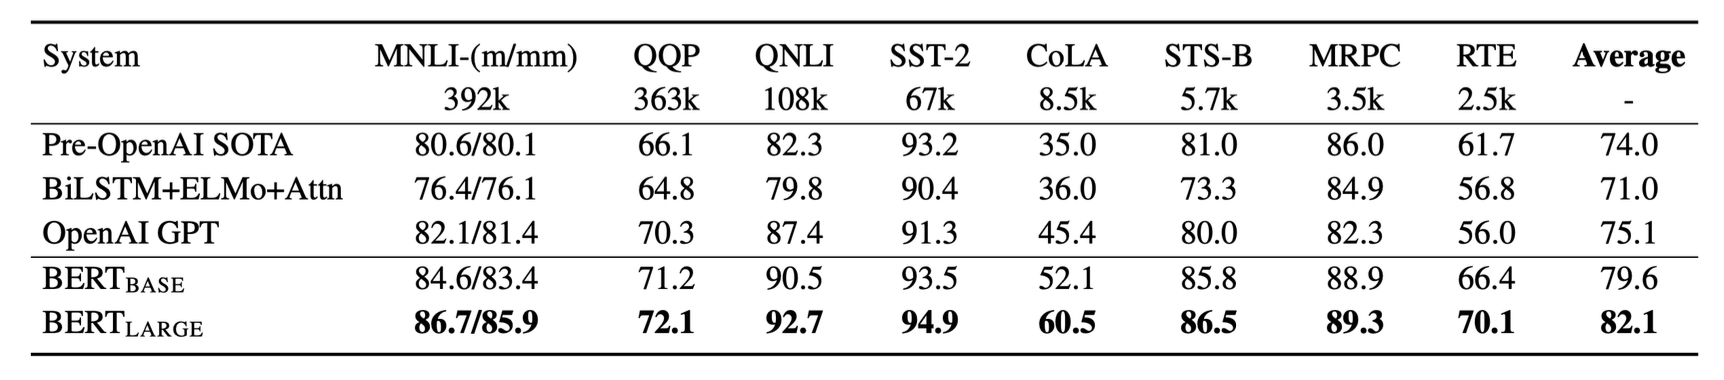 System MNLI-(m/mm) QQP QNLI SST-2 CoLA STS-B MRPC RTE Average
392k 363k 108k 67k 8.5k 5.7k 3.5k 2.5k -
Pre-OpenAI SOTA 80.6/80.1 66.1 82.3 93.2 35.0 81.0 86.0 61.7 74.0
BiLSTM+ELMo+Attn 76.4/76.1 64.8 79.8 90.4 36.0 73.3 84.9 56.8 71.0
OpenAI GPT 82.1/81.4 70.3 87.4 91.3 45.4 80.0 82.3 56.0 75.1
BERTBASE 84.6/83.4 71.2 90.5 93.5 52.1 85.8 88.9 66.4 79.6
BERTLARGE 86.7/85.9 72.1 92.7 94.9 60.5 86.5 89.3 70.1 82.1